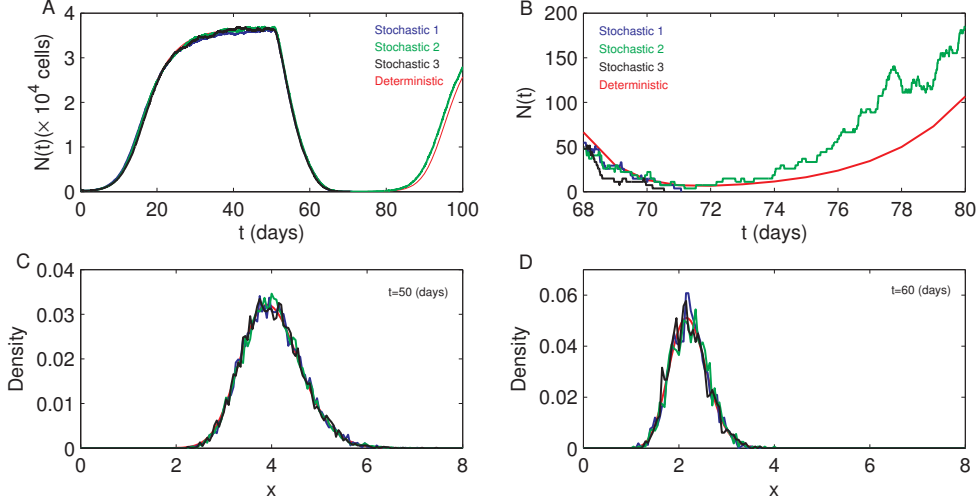 A
N(t)(× 10⁴ cells)
4
3
2
1
0
0 20 40 60 80 100
t (days)
Stochastic 1
Stochastic 2
Stochastic 3
Deterministic
B
N(t)
200
150
100
50
0
68 70 72 74 76 78 80
t (days)
Stochastic 1
Stochastic 2
Stochastic 3
Deterministic
C
Density
0.04
0.03
0.02
0.01
0
0 2 4 6 8
x
t=50 (days)
D
Density
0.06
0.04
0.02
0
0 2 4 6 8
x
t=60 (days)